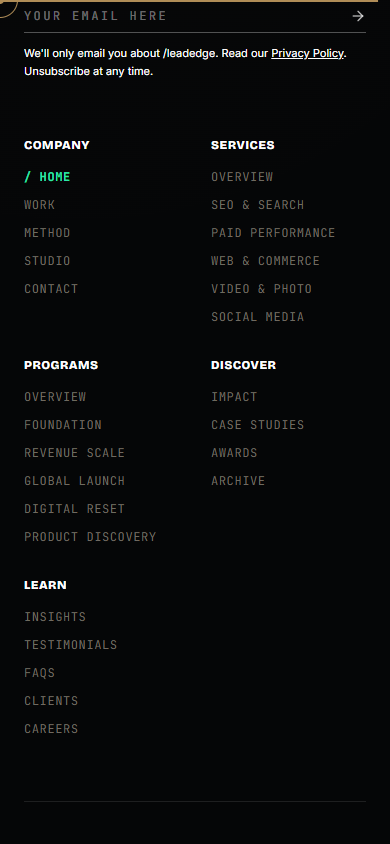 YOUR EMAIL HERE
We'll only email you about /leadedge. Read our Privacy Policy.
Unsubscribe at any time.
COMPANY
/ HOME
WORK
METHOD
STUDIO
CONTACT
SERVICES
OVERVIEW
SEO & SEARCH
PAID PERFORMANCE
WEB & COMMERCE
VIDEO & PHOTO
SOCIAL MEDIA
PROGRAMS
OVERVIEW
FOUNDATION
REVENUE SCALE
GLOBAL LAUNCH
DIGITAL RESET
PRODUCT DISCOVERY
DISCOVER
IMPACT
CASE STUDIES
AWARDS
ARCHIVE
LEARN
INSIGHTS
TESTIMONIALS
FAQS
CLIENTS
CAREERS